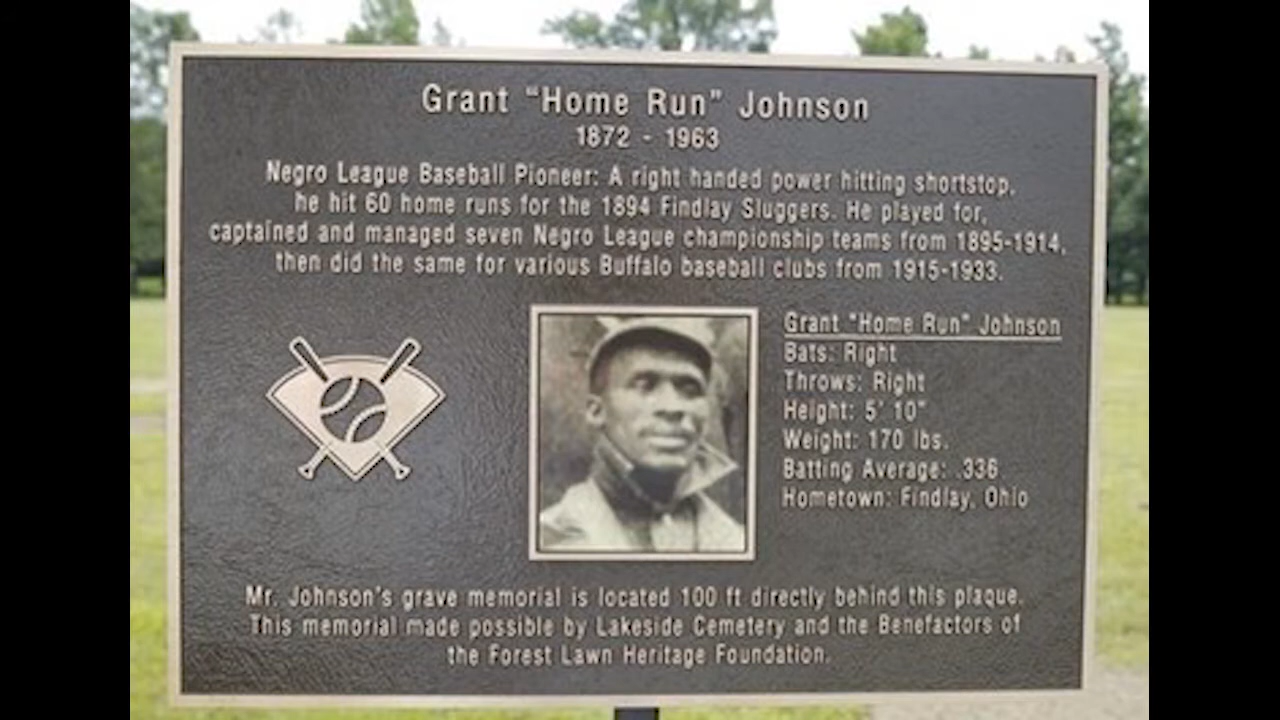 Grant "Home Run" Johnson
1872 - 1963
Negro League Baseball Pioneer: A right handed power hitting shortstop,
he hit 60 home runs for the 1894 Findlay Sluggers. He played for,
captained and managed seven Negro League championship teams from 1895-1914,
then did the same for various Buffalo baseball clubs from 1915-1933.
Grant "Home Run" Johnson
Bats: Right
Throws: Right
Height: 5' 10"
Weight: 170 lbs.
Batting Average: .336
Hometown: Findlay, Ohio
Mr. Johnson's grave memorial is located 100 ft directly behind this plaque.
This memorial made possible by Lakeside Cemetery and the Benefactors of
the Forest Lawn Heritage Foundation.